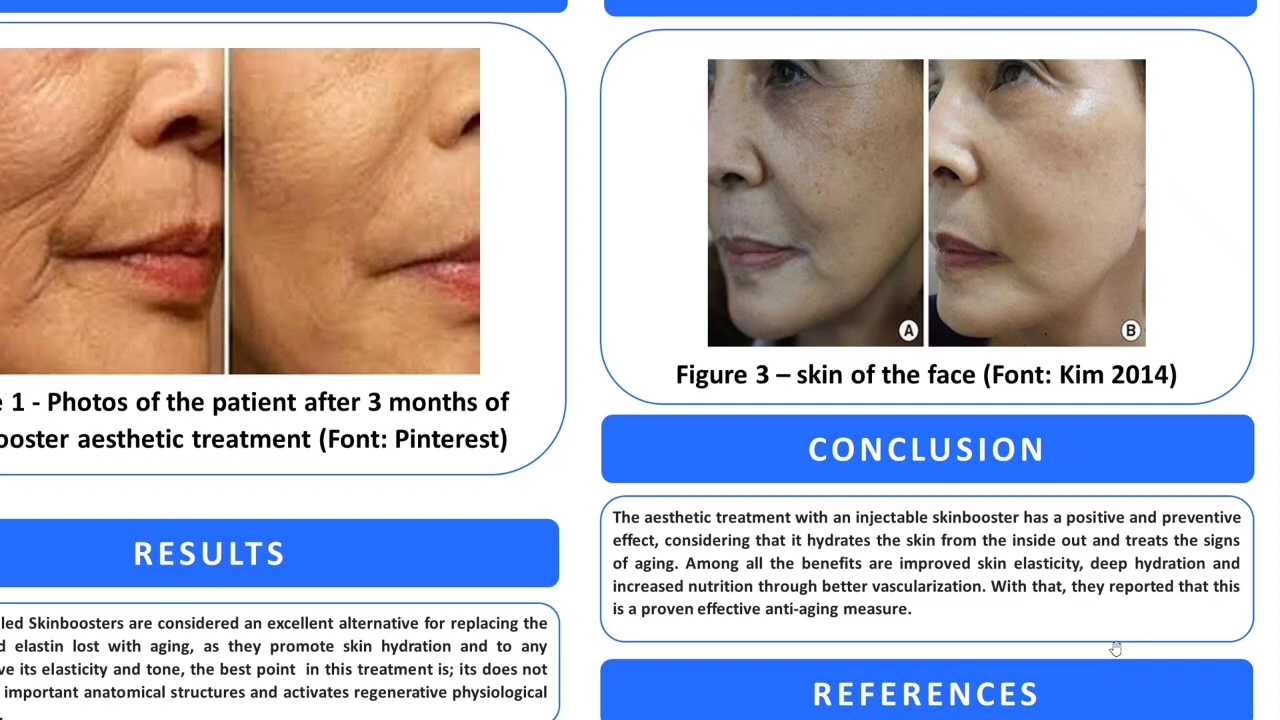 1 - Photos of the patient after 3 months of
aesthetic treatment (Font: Pinterest)
RESULTS
Skinboosters are considered an excellent alternative for replacing the
elastin lost with aging, as they promote skin hydration and to any
its elasticity and tone, the best point in this treatment is; its does not
important anatomical structures and activates regenerative physiological
A
B
Figure 3 – skin of the face (Font: Kim 2014)
CONCLUSION
The aesthetic treatment with an injectable skinbooster has a positive and preventive
effect, considering that it hydrates the skin from the inside out and treats the signs
of aging. Among all the benefits are improved skin elasticity, deep hydration and
increased nutrition through better vascularization. With that, they reported that this
is a proven effective anti-aging measure.
REFERENCES